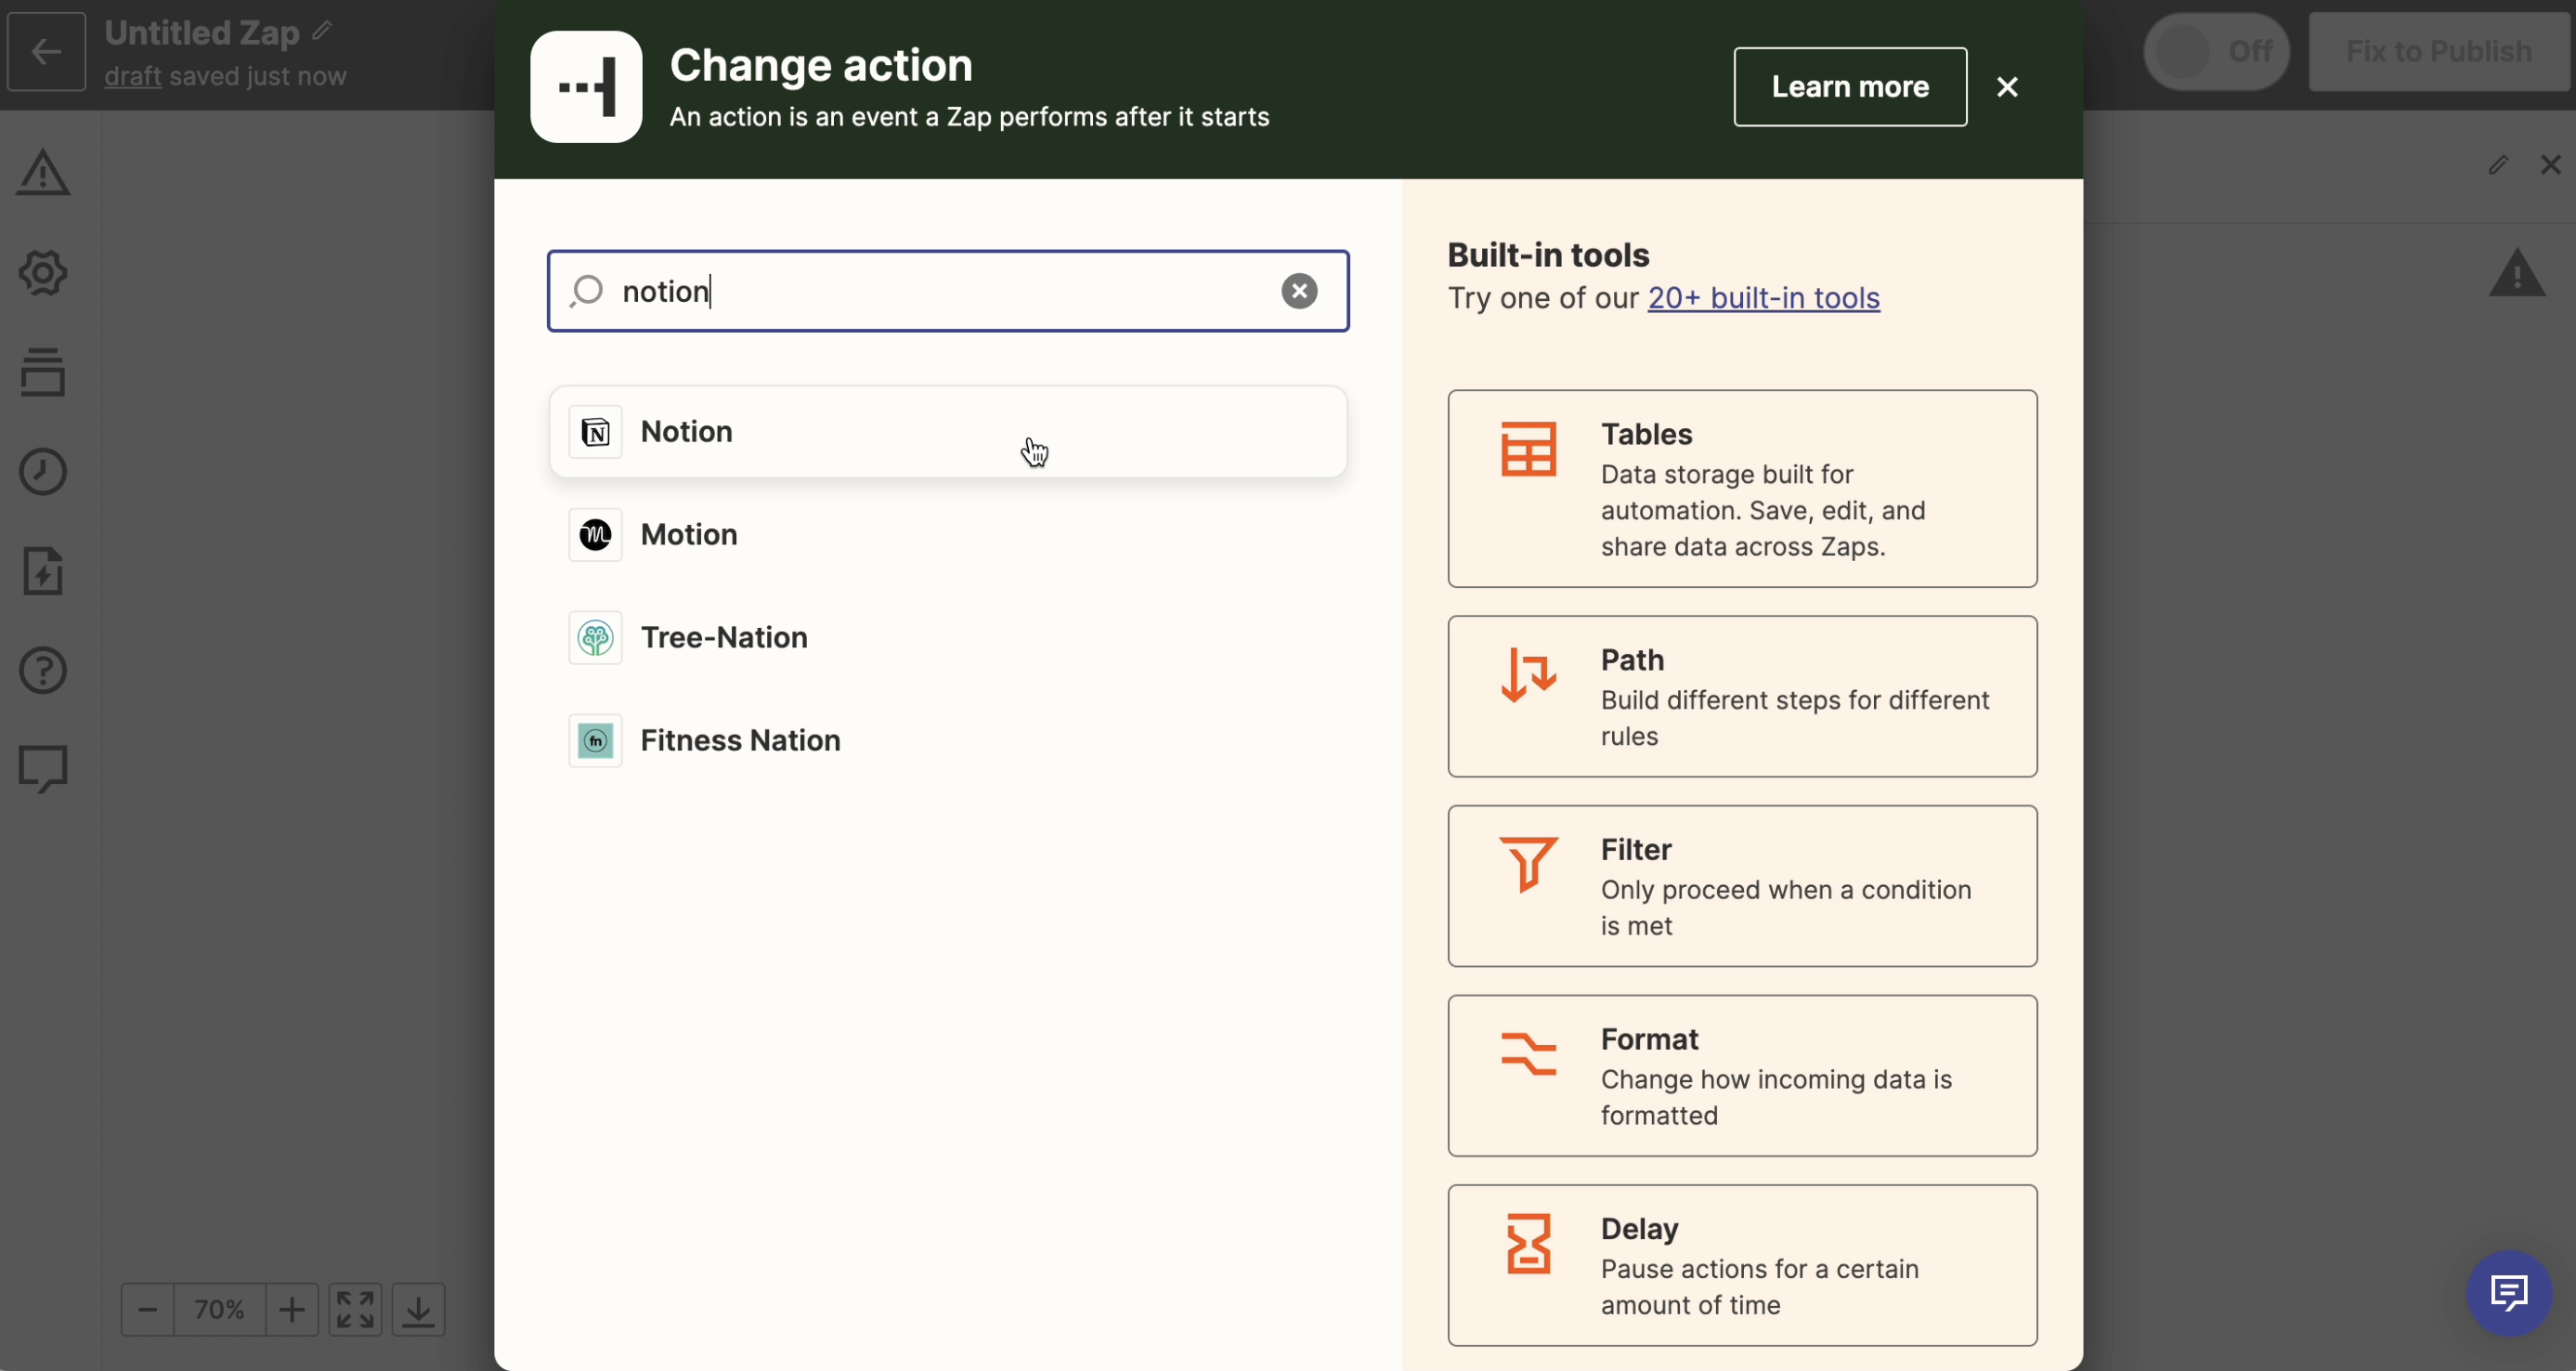 Untitled Zap
draft saved just now
Off
Fix to Publish
Change action
An action is an event a Zap performs after it starts
Learn more
notion
N Notion
M Motion
Tree-Nation
fn Fitness Nation
Built-in tools
Try one of our 20+ built-in tools
Tables
Data storage built for
automation. Save, edit, and
share data across Zaps.
Path
Build different steps for different
rules
Filter
Only proceed when a condition
is met
Format
Change how incoming data is
formatted
Delay
Pause actions for a certain
amount of time
70%